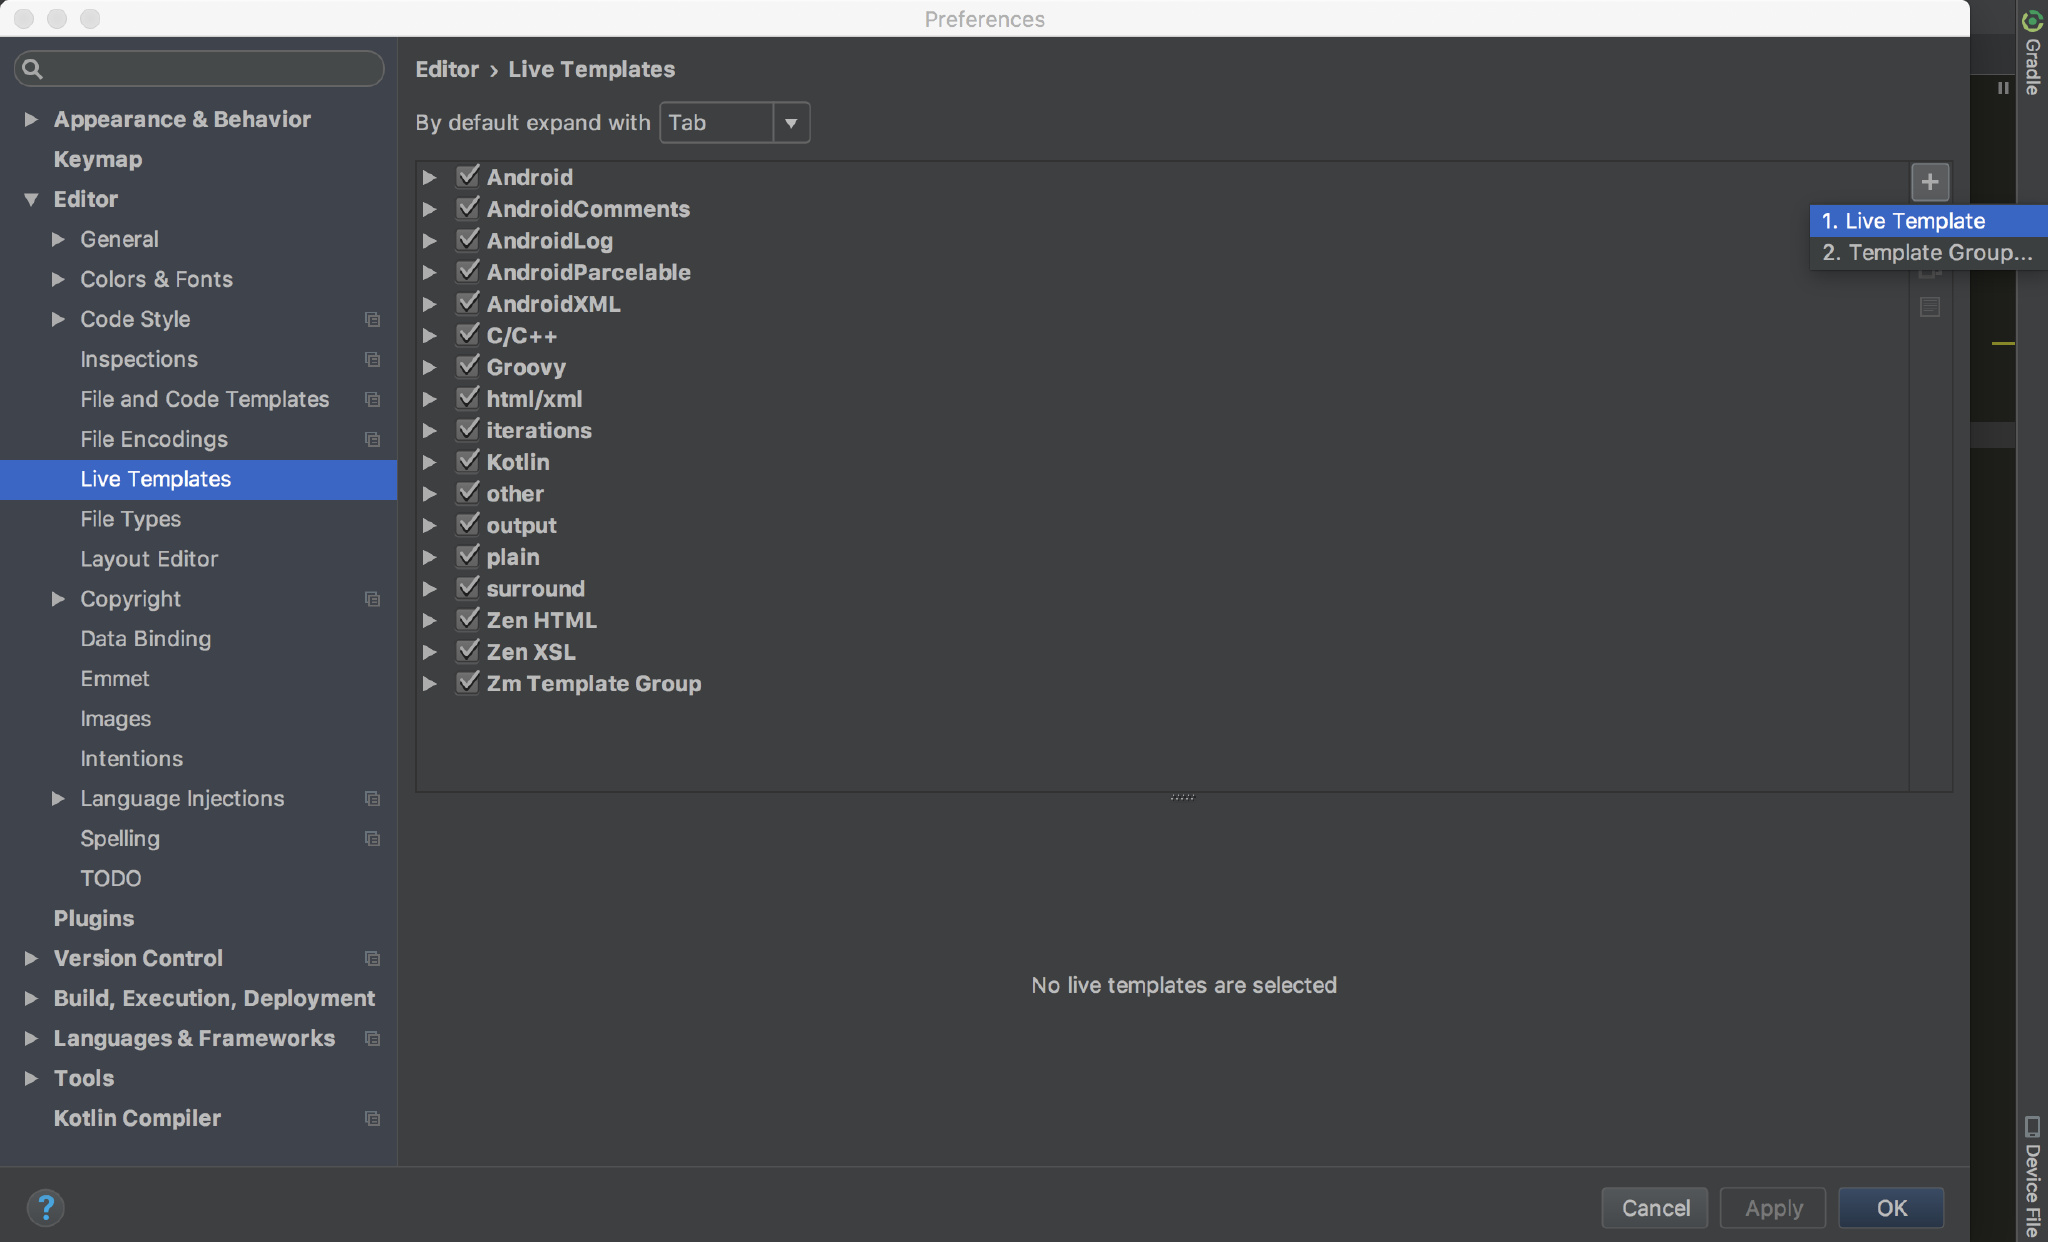 Preferences
Appearance & Behavior
Keymap
Editor
General
Colors & Fonts
Code Style
Inspections
File and Code Templates
File Encodings
Live Templates
File Types
Layout Editor
Copyright
Data Binding
Emmet
Images
Intentions
Language Injections
Spelling
TODO
Plugins
Version Control
Build, Execution, Deployment
Languages & Frameworks
Tools
Kotlin Compiler
Editor › Live Templates
By default expand with Tab
Android
AndroidComments
AndroidLog
AndroidParcelable
AndroidXML
C/C++
Groovy
html/xml
iterations
Kotlin
other
output
plain
surround
Zen HTML
Zen XSL
Zm Template Group
1. Live Template
2. Template Group...
No live templates are selected
? Cancel Apply OK
Gradle
Device File